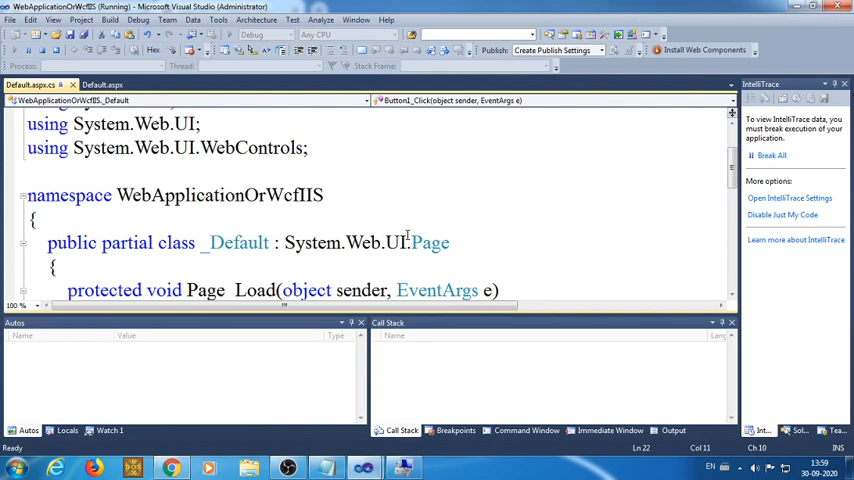 WebApplicationOrWcfIIS (Running) - Microsoft Visual Studio (Administrator)
File Edit View Project Build Debug Team Data Tools Architecture Test Analyze Window Help
Debug Any CPU
Hex Publish: Create Publish Settings Install Web Components
Process: Thread: Stack Frame:
Default.aspx.cs Default.aspx
WebApplicationOrWcfIIS._Default Button1_Click(object sender, EventArgs e)
using System.Web.UI;
using System.Web.UI.WebControls;
namespace WebApplicationOrWcfIIS
{
public partial class _Default : System.Web.UI.Page
{
protected void Page_Load(object sender, EventArgs e)
100 %
IntelliTrace
To view IntelliTrace data, you
must break execution of your
application.
Break All
More options:
Open IntelliTrace Settings
Disable Just My Code
Learn more about IntelliTrace
Autos
Name Value Type
Call Stack
Name Lang
Autos Locals Watch 1
Call Stack Breakpoints Command Window Immediate Window Output
Int... Sol... Tea...
Ready Ln 22 Col 11 Ch 10 INS
EN 13:59
30-09-2020